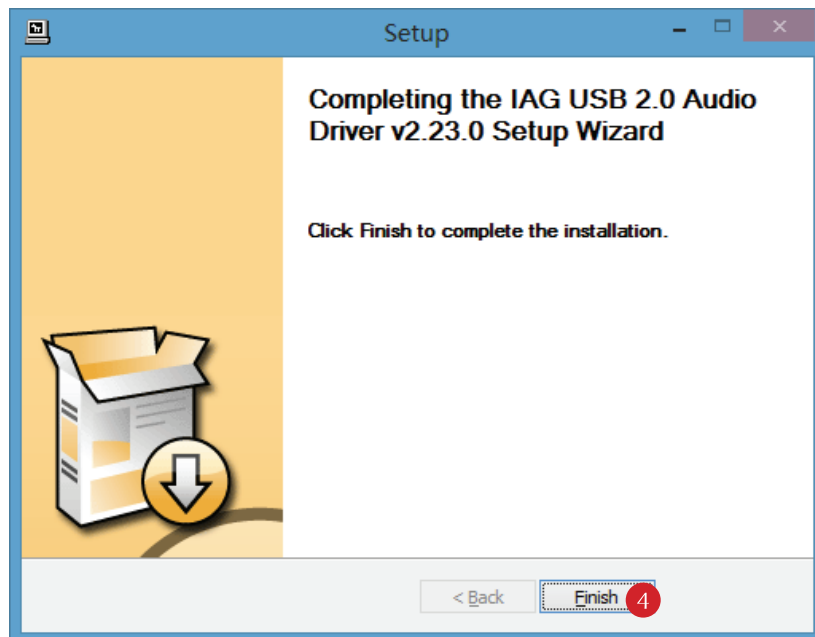 Setup
Completing the IAG USB 2.0 Audio
Driver v2.23.0 Setup Wizard
Click Finish to complete the installation.
< Back
Finish
4